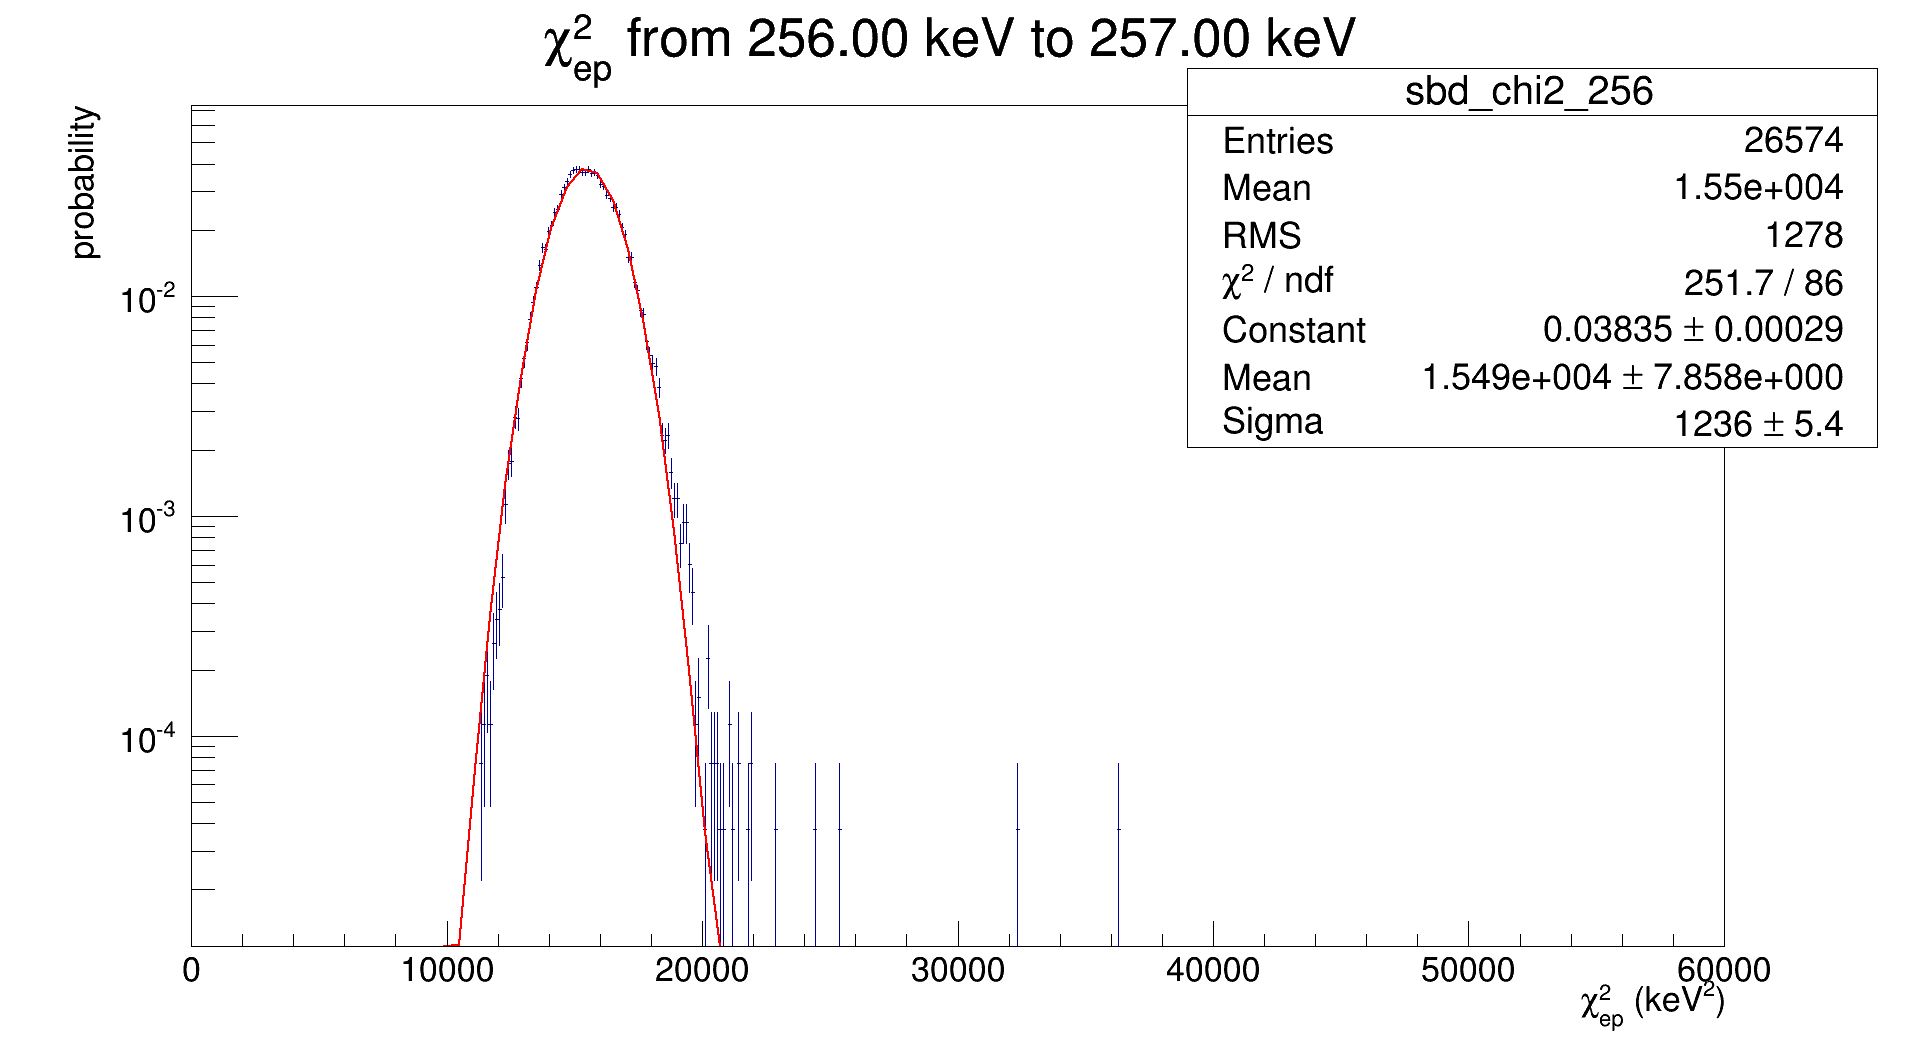 χ²ep from 256.00 keV to 257.00 keV
sbd_chi2_256
Entries 26574
Mean 1.55e+004
RMS 1278
χ² / ndf 251.7 / 86
Constant 0.03835 ± 0.00029
Mean 1.549e+004 ± 7.858e+000
Sigma 1236 ± 5.4
probability
10⁻²
10⁻³
10⁻⁴
0 10000 20000 30000 40000 50000 60000
χ²ep (keV²)